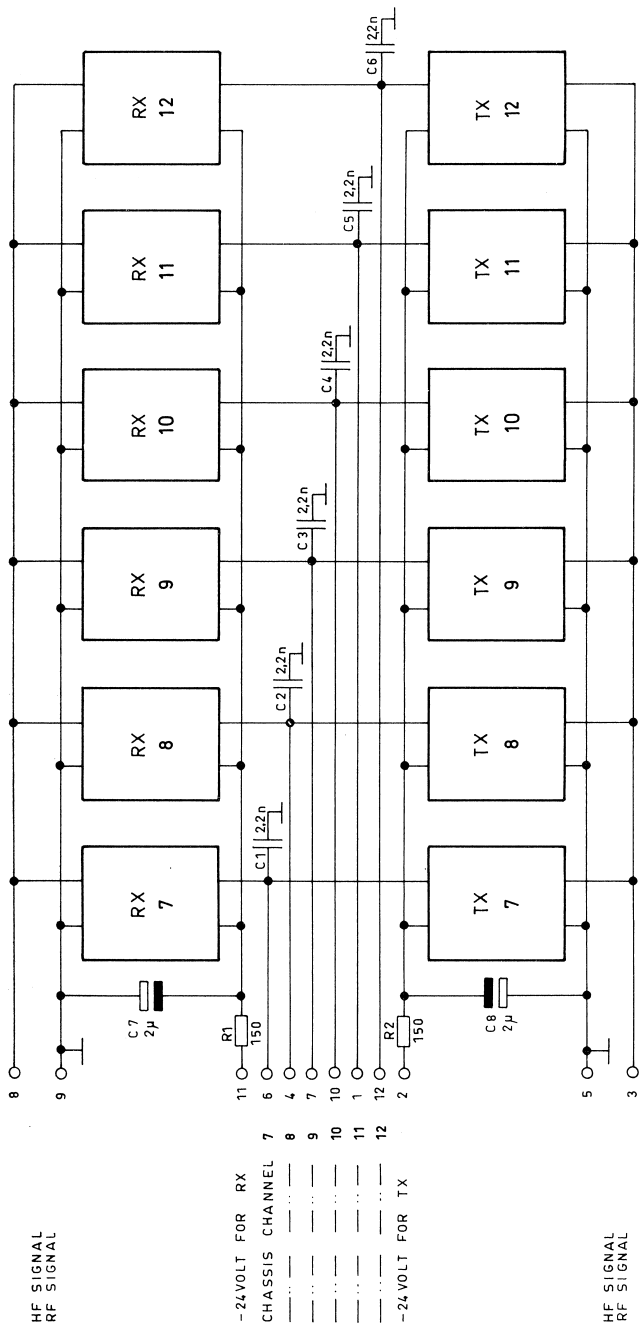 HF SIGNAL
RF SIGNAL
8
9
-24VOLT FOR RX
11
CHASSIS CHANNEL 7
6
—··— —··— 8
4
—··— —··— 9
7
—··— —··— 10
10
—··— —··— 11
1
—··— —··— 12
12
-24VOLT FOR TX
2
5
HF SIGNAL
RF SIGNAL
3
C7
2µ
R1
150
R2
150
C8
2µ
RX
7
RX
8
RX
9
RX
10
RX
11
RX
12
C1 2,2n
C2 2,2n
C3 2,2n
C4 2,2n
C5 2,2n
C6 2,2n
TX
7
TX
8
TX
9
TX
10
TX
11
TX
12